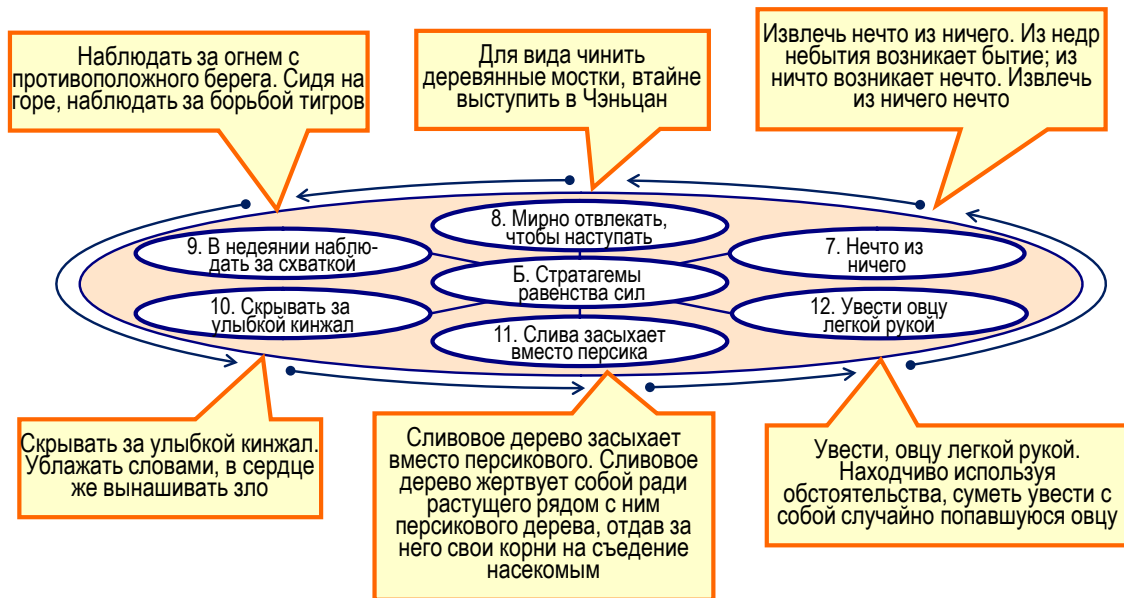 Наблюдать за огнем с
противоположного берега. Сидя на
горе, наблюдать за борьбой тигров
Для вида чинить
деревянные мостки, втайне
выступить в Чэньцан
Извлечь нечто из ничего. Из недр
небытия возникает бытие; из
ничто возникает нечто. Извлечь
из ничего нечто
9. В недеянии наблю-
дать за схваткой
8. Мирно отвлекать,
чтобы наступать
7. Нечто из
ничего
Б. Стратагемы
равенства сил
10. Скрывать за
улыбкой кинжал
11. Слива засыхает
вместо персика
12. Увести овцу
легкой рукой
Скрывать за улыбкой кинжал.
Ублажать словами, в сердце
же вынашивать зло
Сливовое дерево засыхает
вместо персикового. Сливовое
дерево жертвует собой ради
растущего рядом с ним
персикового дерева, отдав за
него свои корни на съедение
насекомым
Увести, овцу легкой рукой.
Находчиво используя
обстоятельства, суметь увести с
собой случайно попавшуюся овцу